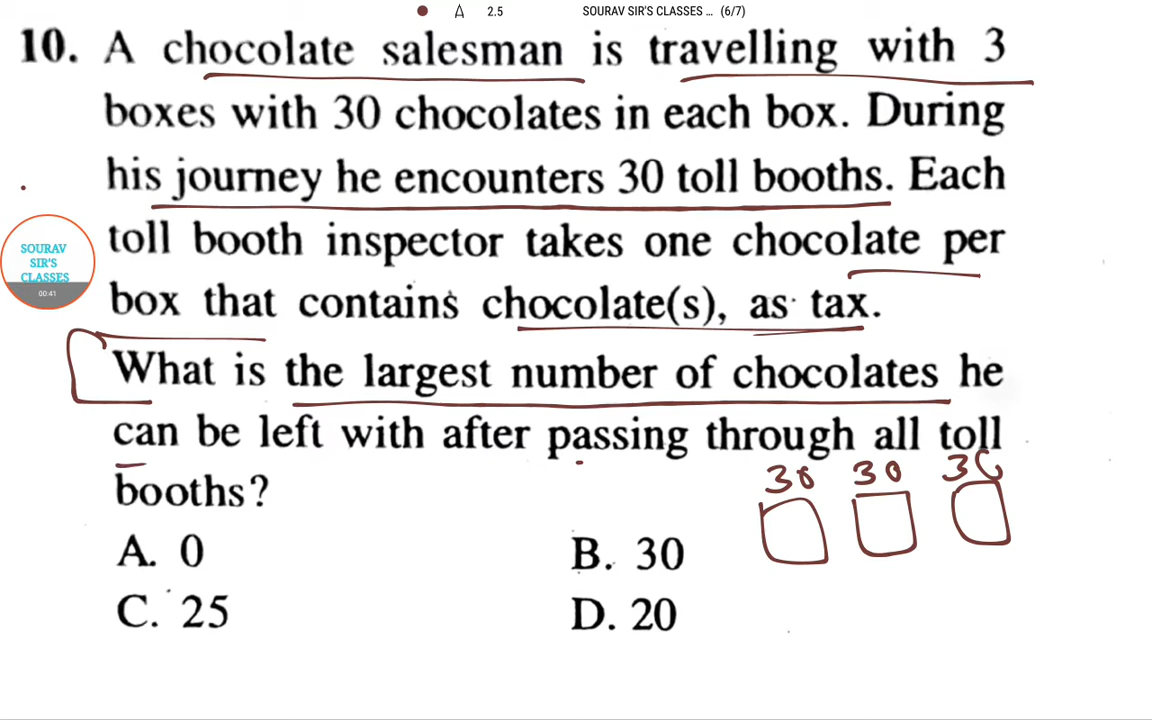 2.5 SOURAV SIR'S CLASSES ... (6/7)
10. A chocolate salesman is travelling with 3
boxes with 30 chocolates in each box. During
his journey he encounters 30 toll booths. Each
toll booth inspector takes one chocolate per
box that contains chocolate(s), as tax.
SOURAV
SIR'S
CLASSES
00:41
What is the largest number of chocolates he
can be left with after passing through all toll
booths?
30 30 30
A. 0 B. 30
C. 25 D. 20